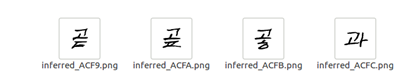 곹 곺 곻 과
inferred_ACF9.png inferred_ACFA.png inferred_ACFB.png inferred_ACFC.png